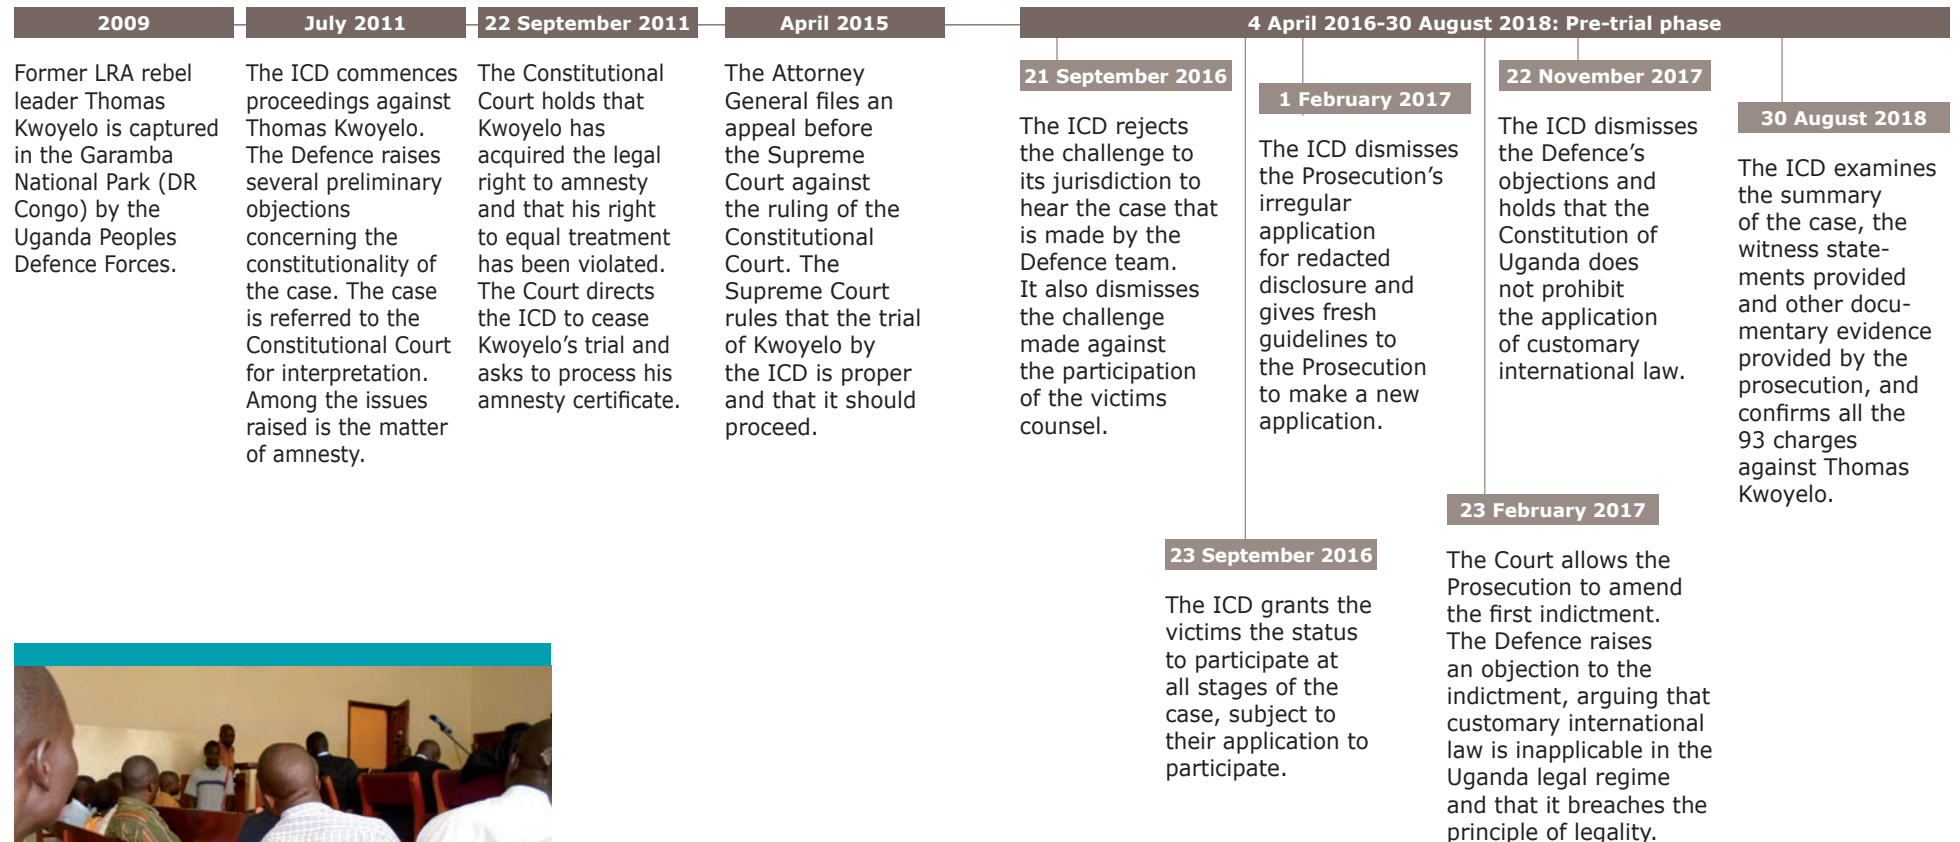 2009
Former LRA rebel
leader Thomas
Kwoyelo is captured
in the Garamba
National Park (DR
Congo) by the
Uganda Peoples
Defence Forces.
July 2011
The ICD commences
proceedings against
Thomas Kwoyelo.
The Defence raises
several preliminary
objections
concerning the
constitutionality of
the case. The case
is referred to the
Constitutional Court
for interpretation.
Among the issues
raised is the matter
of amnesty.
22 September 2011
The Constitutional
Court holds that
Kwoyelo has
acquired the legal
right to amnesty
and that his right
to equal treatment
has been violated.
The Court directs
the ICD to cease
Kwoyelo’s trial and
asks to process his
amnesty certificate.
April 2015
The Attorney
General files an
appeal before
the Supreme
Court against
the ruling of the
Constitutional
Court. The
Supreme Court
rules that the trial
of Kwoyelo by
the ICD is proper
and that it should
proceed.
4 April 2016-30 August 2018: Pre-trial phase
21 September 2016
The ICD rejects
the challenge to
its jurisdiction to
hear the case that
is made by the
Defence team.
It also dismisses
the challenge
made against
the participation
of the victims
counsel.
23 September 2016
The ICD grants the
victims the status
to participate at
all stages of the
case, subject to
their application to
participate.
1 February 2017
The ICD dismisses
the Prosecution’s
irregular
application
for redacted
disclosure and
gives fresh
guidelines to
the Prosecution
to make a new
application.
23 February 2017
The Court allows the
Prosecution to amend
the first indictment.
The Defence raises
an objection to the
indictment, arguing that
customary international
law is inapplicable in the
Uganda legal regime
and that it breaches the
principle of legality.
22 November 2017
The ICD dismisses
the Defence’s
objections and
holds that the
Constitution of
Uganda does
not prohibit
the application
of customary
international law.
30 August 2018
The ICD examines
the summary
of the case, the
witness state-
ments provided
and other docu-
mentary evidence
provided by the
prosecution, and
confirms all the
93 charges
against Thomas
Kwoyelo.